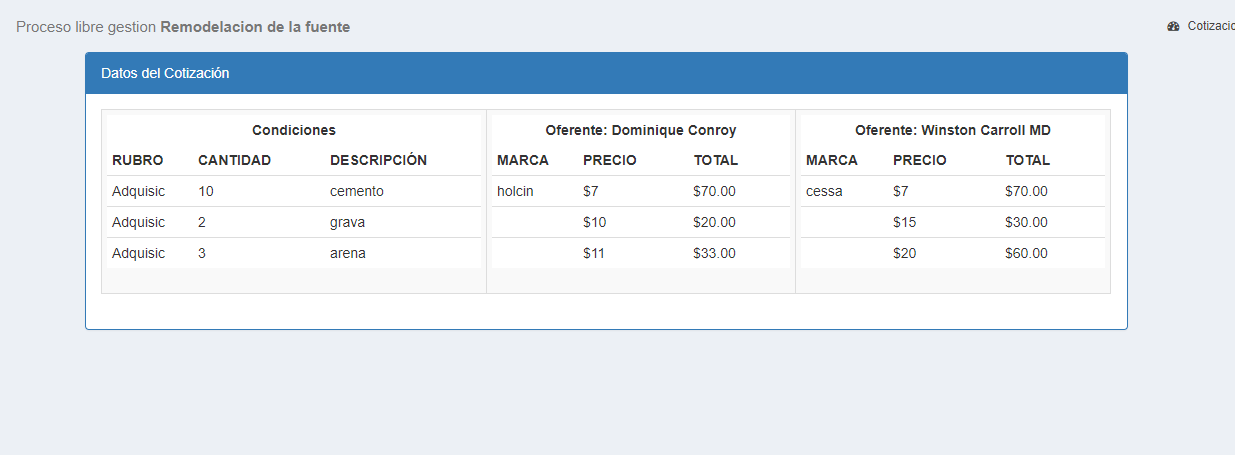 Proceso libre gestion Remodelacion de la fuente Cotizacio
Datos del Cotización
Condiciones Oferente: Dominique Conroy Oferente: Winston Carroll MD
RUBRO CANTIDAD DESCRIPCIÓN MARCA PRECIO TOTAL MARCA PRECIO TOTAL
Adquisic 10 cemento holcin $7 $70.00 cessa $7 $70.00
Adquisic 2 grava $10 $20.00 $15 $30.00
Adquisic 3 arena $11 $33.00 $20 $60.00